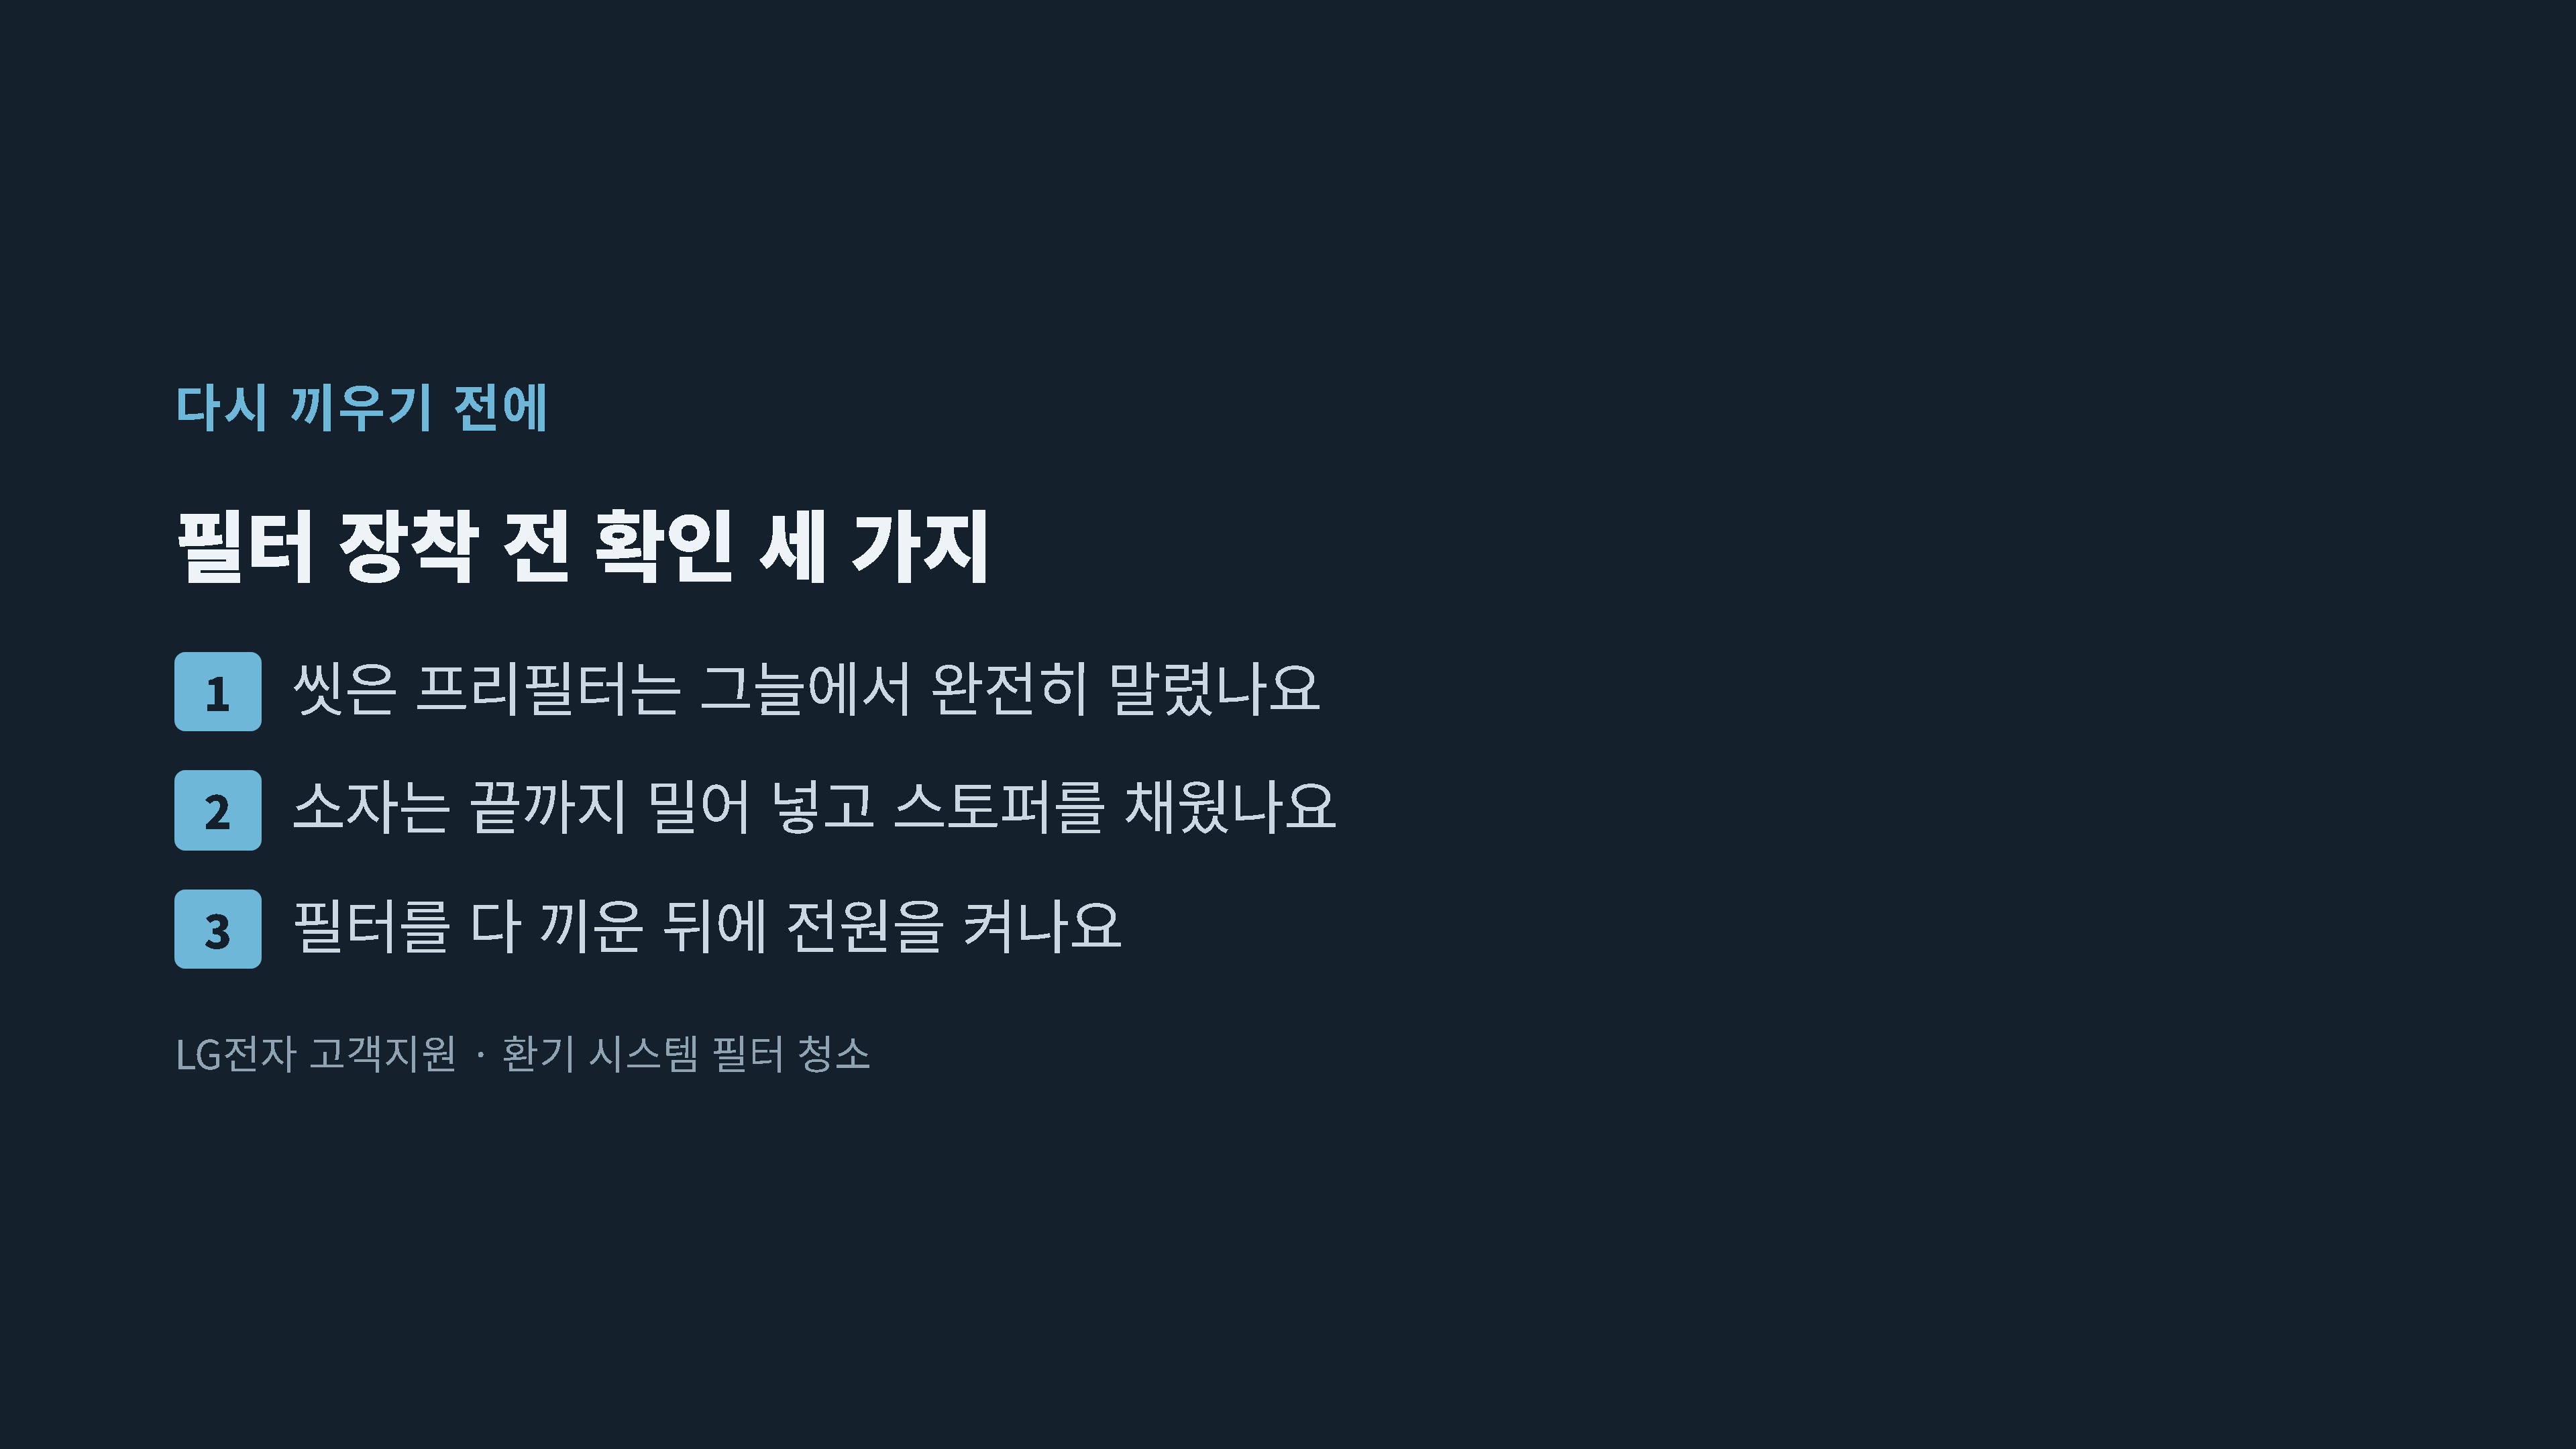 다시 끼우기 전에
필터 장착 전 확인 세 가지
1 씻은 프리필터는 그늘에서 완전히 말렸나요
2 소자는 끝까지 밀어 넣고 스토퍼를 채웠나요
3 필터를 다 끼운 뒤에 전원을 켜나요
LG전자 고객지원 · 환기 시스템 필터 청소